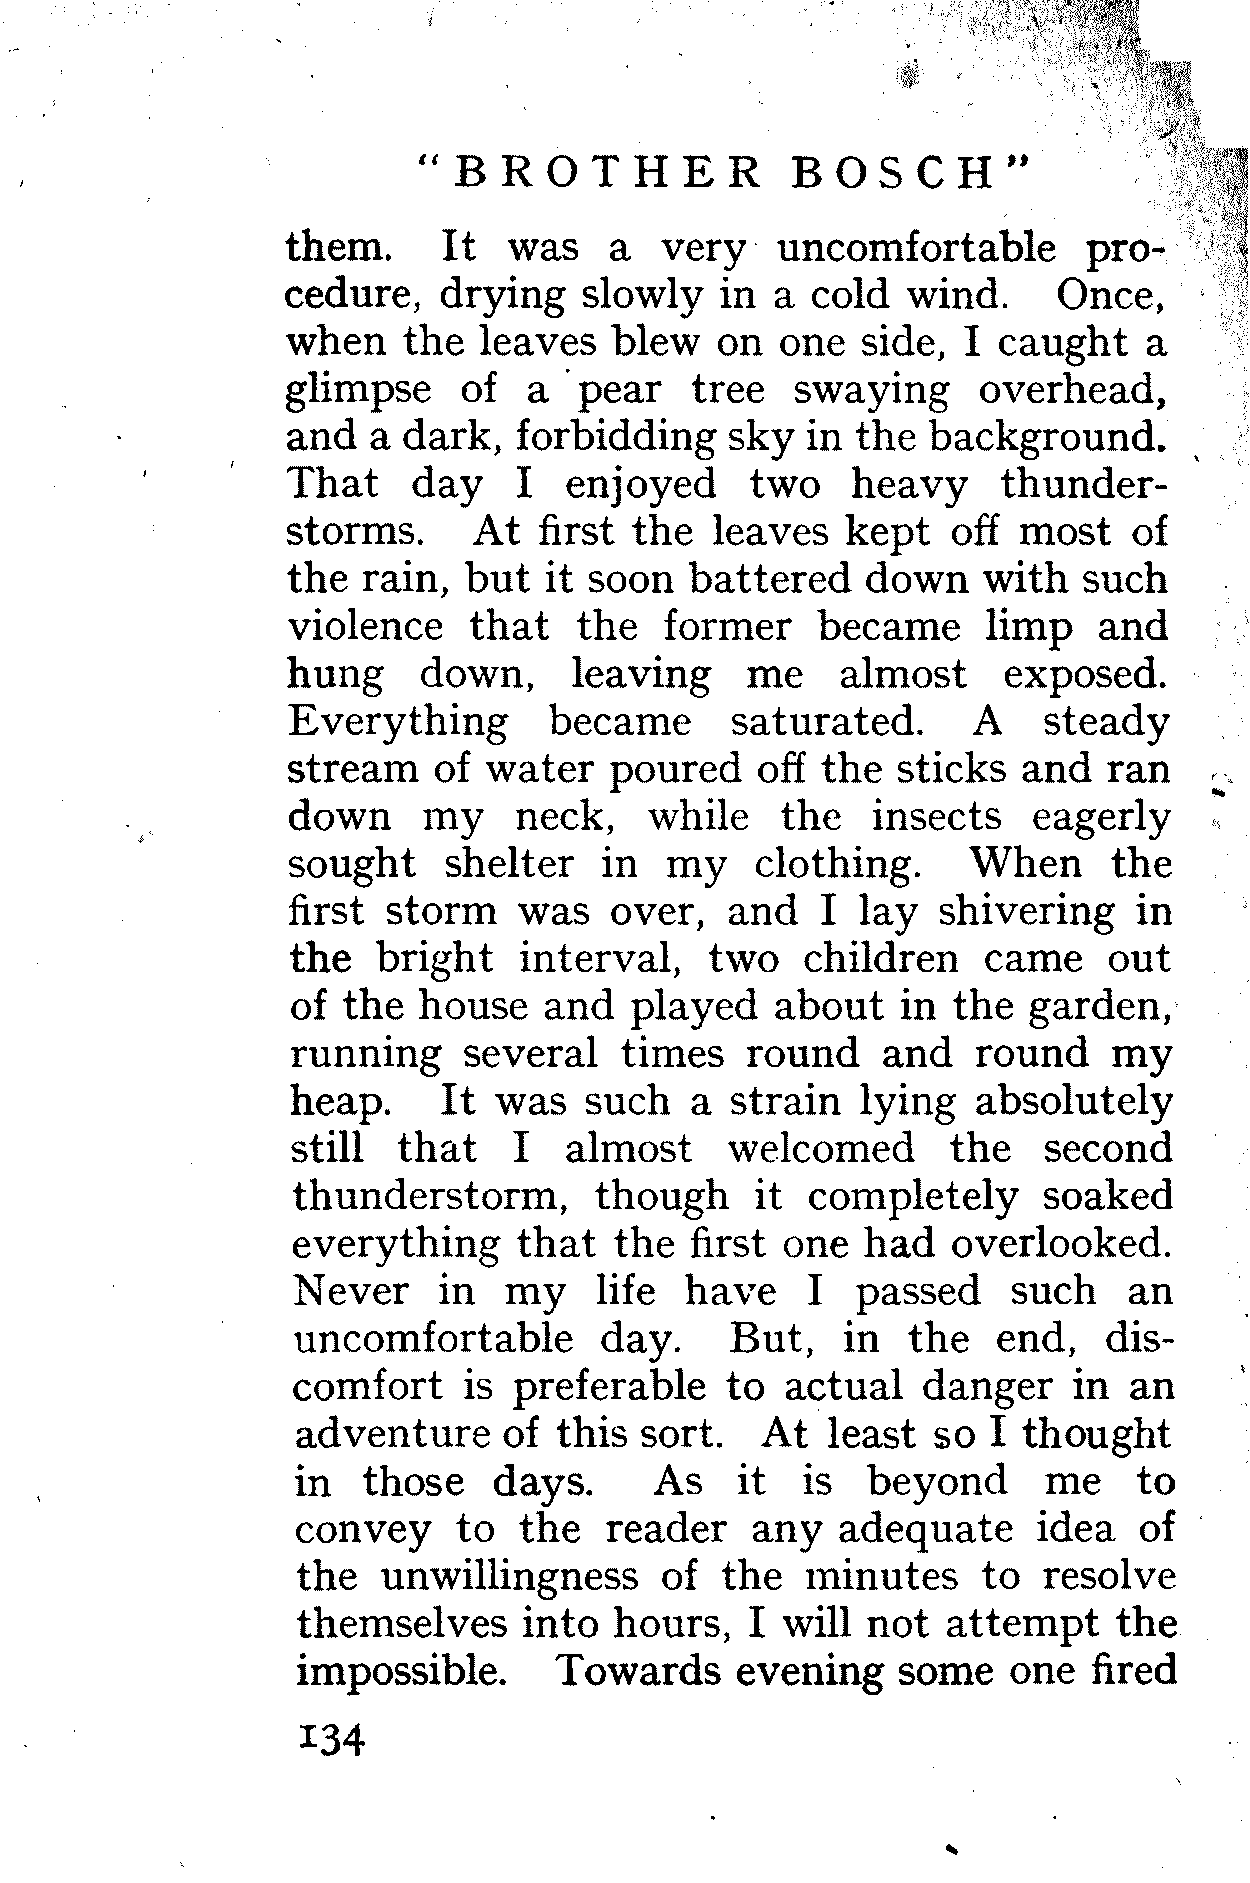 "BROTHER BOSCH"
them. It was a very uncomfortable pro-
cedure, drying slowly in a cold wind. Once,
when the leaves blew on one side, I caught a
glimpse of a pear tree swaying overhead,
and a dark, forbidding sky in the background.
That day I enjoyed two heavy thunder-
storms. At first the leaves kept off most of
the rain, but it soon battered down with such
violence that the former became limp and
hung down, leaving me almost exposed.
Everything became saturated. A steady
stream of water poured off the sticks and ran
down my neck, while the insects eagerly
sought shelter in my clothing. When the
first storm was over, and I lay shivering in
the bright interval, two children came out
of the house and played about in the garden,
running several times round and round my
heap. It was such a strain lying absolutely
still that I almost welcomed the second
thunderstorm, though it completely soaked
everything that the first one had overlooked.
Never in my life have I passed such an
uncomfortable day. But, in the end, dis-
comfort is preferable to actual danger in an
adventure of this sort. At least so I thought
in those days. As it is beyond me to
convey to the reader any adequate idea of
the unwillingness of the minutes to resolve
themselves into hours, I will not attempt the
impossible. Towards evening some one fired
134